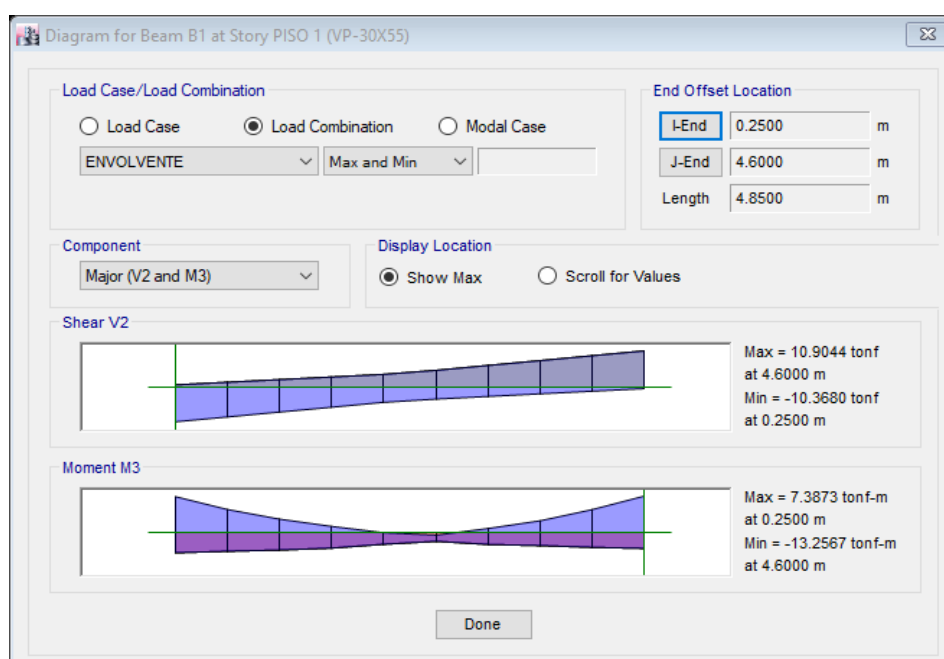 Diagram for Beam B1 at Story PISO 1 (VP-30X55)
Load Case/Load Combination
Load Case
Load Combination
Modal Case
ENVOLVENTE
Max and Min
End Offset Location
I-End 0.2500 m
J-End 4.6000 m
Length 4.8500 m
Component
Major (V2 and M3)
Display Location
Show Max
Scroll for Values
Shear V2
Max = 10.9044 tonf
at 4.6000 m
Min = -10.3680 tonf
at 0.2500 m
Moment M3
Max = 7.3873 tonf-m
at 0.2500 m
Min = -13.2567 tonf-m
at 4.6000 m
Done